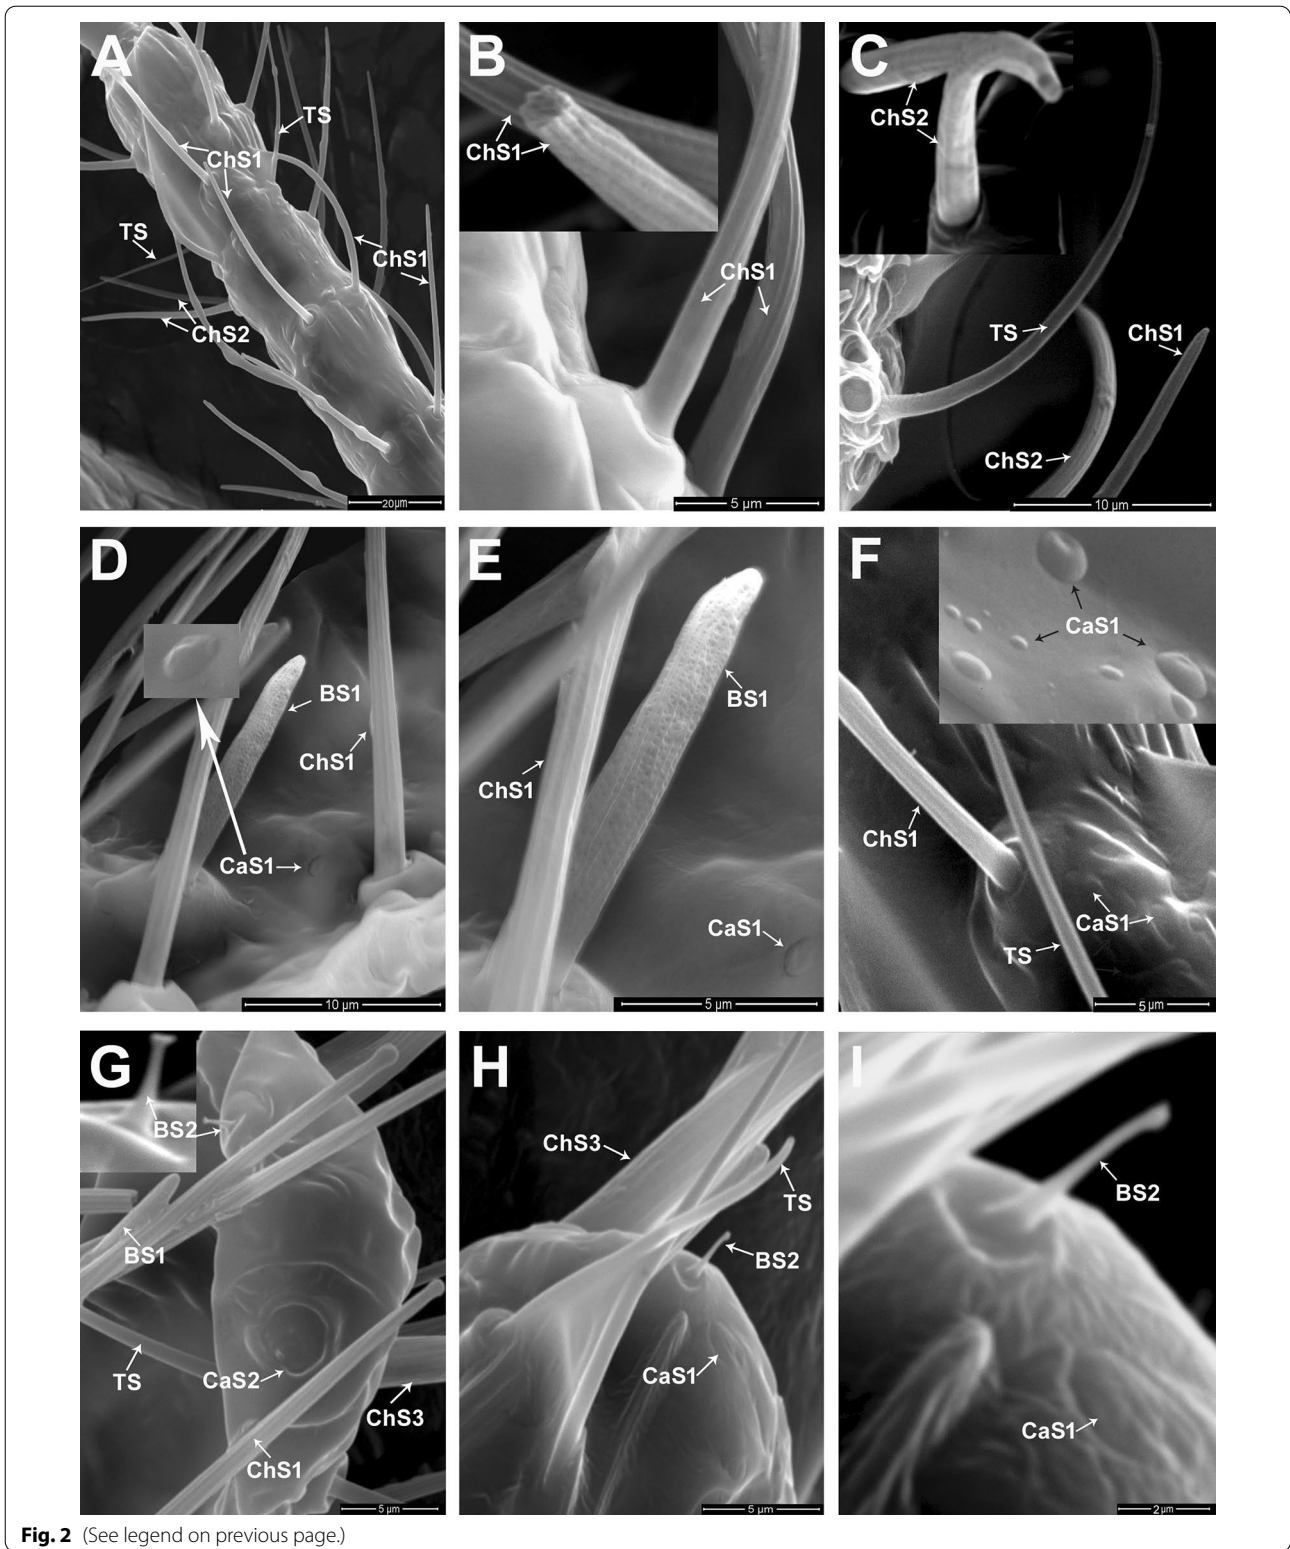 A
TS
ChS1
TS
ChS1
ChS2
20µm
B
ChS1
ChS1
5 µm
C
ChS2
TS
ChS1
ChS2
10 µm
D
BS1
ChS1
CaS1
10 µm
E
BS1
ChS1
CaS1
5 µm
F
CaS1
ChS1
CaS1
TS
5 µm
G
BS2
BS1
TS
CaS2
ChS3
ChS1
5 µm
H
ChS3
TS
BS2
CaS1
5 µm
I
BS2
CaS1
2 µm
Fig. 2 (See legend on previous page.)